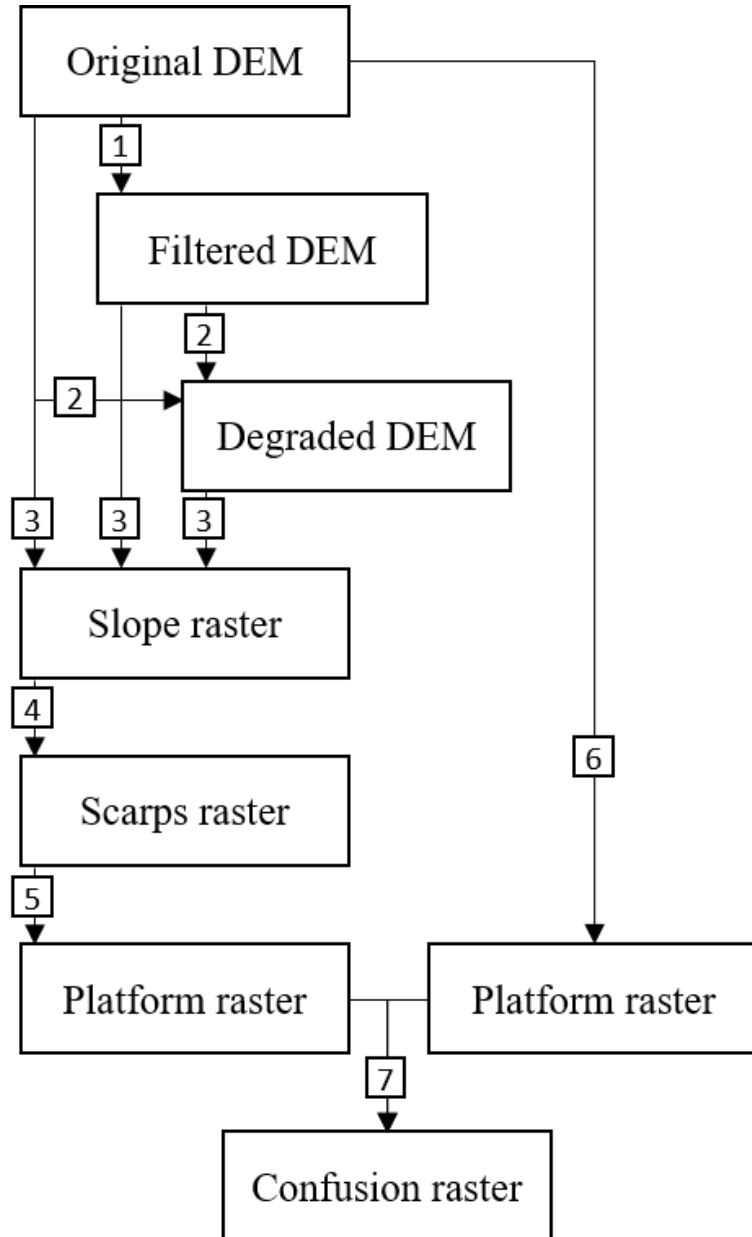 Original DEM
1
Filtered DEM
2
2
Degraded DEM
3
3
3
Slope raster
4
Scarps raster
6
5
Platform raster
Platform raster
7
Confusion raster